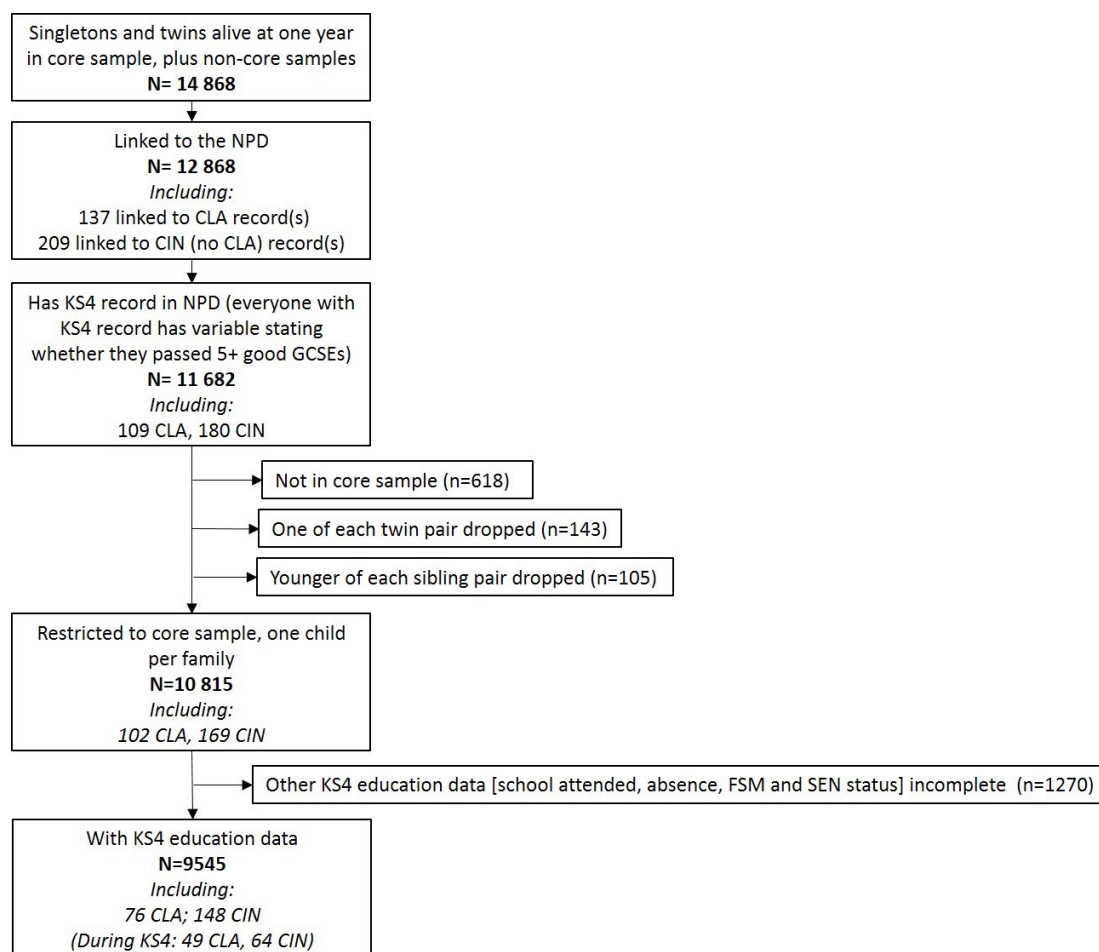 Singletons and twins alive at one year
in core sample, plus non-core samples
N= 14 868
Linked to the NPD
N= 12 868
Including:
137 linked to CLA record(s)
209 linked to CIN (no CLA) record(s)
Has KS4 record in NPD (everyone with
KS4 record has variable stating
whether they passed 5+ good GCSEs)
N= 11 682
Including:
109 CLA, 180 CIN
Not in core sample (n=618)
One of each twin pair dropped (n=143)
Younger of each sibling pair dropped (n=105)
Restricted to core sample, one child
per family
N=10 815
Including:
102 CLA, 169 CIN
Other KS4 education data [school attended, absence, FSM and SEN status] incomplete  (n=1270)
With KS4 education data
N=9545
Including:
76 CLA; 148 CIN
(During KS4: 49 CLA, 64 CIN)